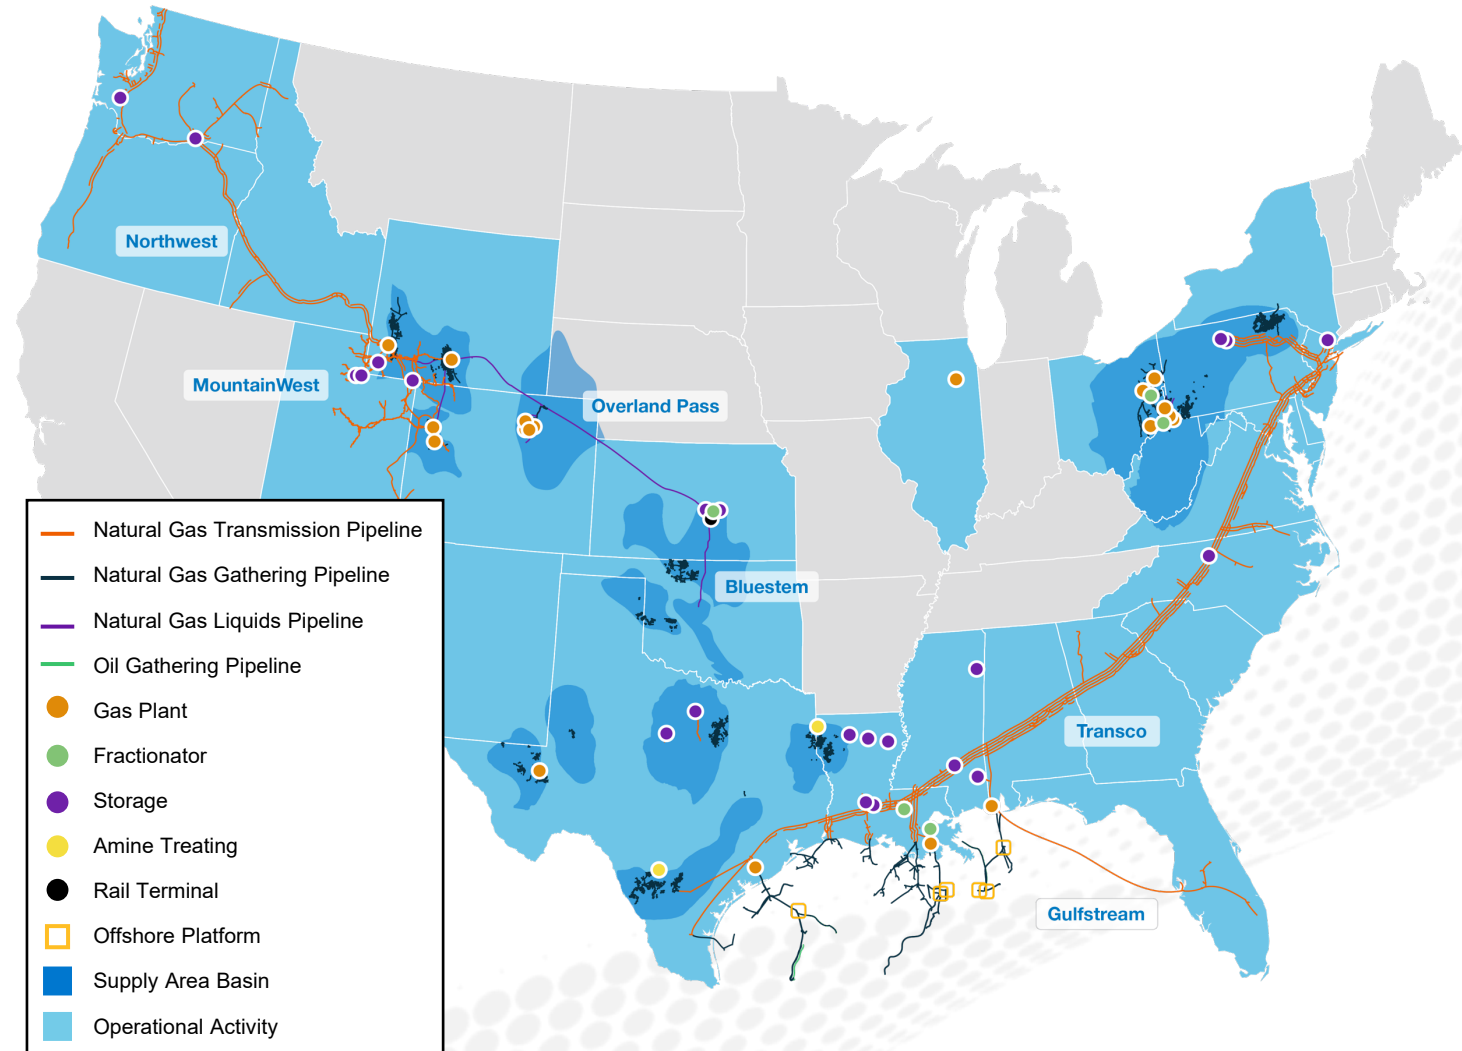 Northwest
MountainWest
Overland Pass
Bluestem
Transco
Gulfstream
Natural Gas Transmission Pipeline
Natural Gas Gathering Pipeline
Natural Gas Liquids Pipeline
Oil Gathering Pipeline
Gas Plant
Fractionator
Storage
Amine Treating
Rail Terminal
Offshore Platform
Supply Area Basin
Operational Activity